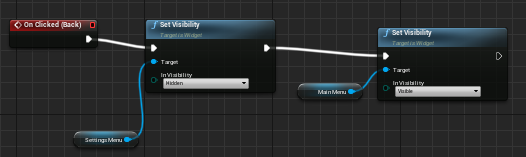 On Clicked (Back)
Set Visibility
Target is Widget
Target
In Visibility
Hidden
Settings Menu
Set Visibility
Target is Widget
Target
In Visibility
Visible
Main Menu